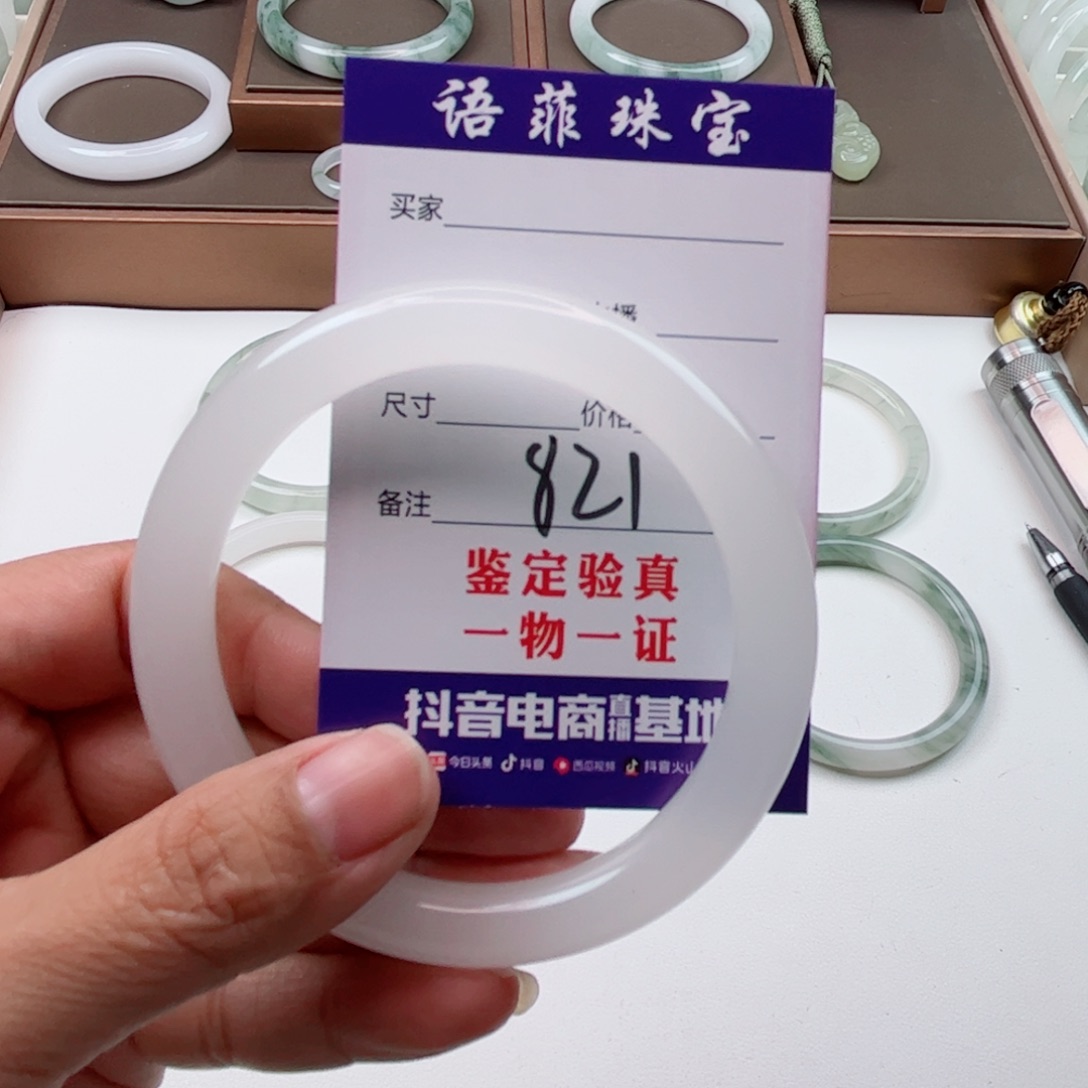 语菲珠宝
买家
播
尺寸 价格
备注 821
鉴定验真
一物一证
抖音电商直播基地
今日头条 抖音 西瓜视频 抖音火山